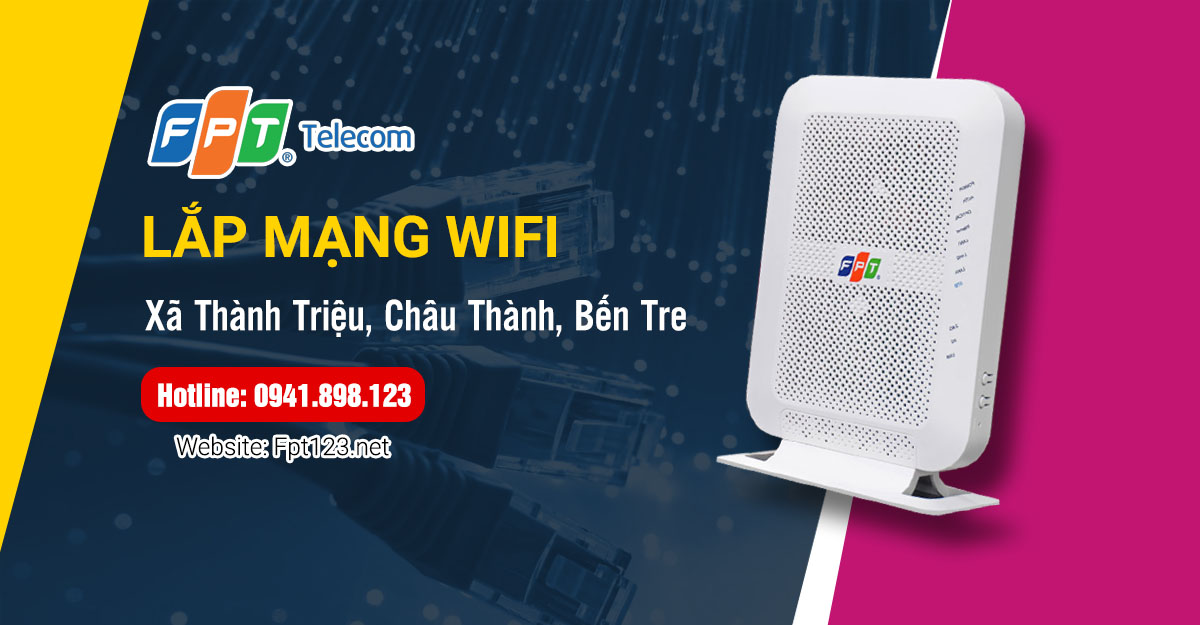 FPT® Telecom
LẮP MẠNG WIFI
Xã Thành Triệu, Châu Thành, Bến Tre
Hotline: 0941.898.123
Website: Fpt123.net
FPT